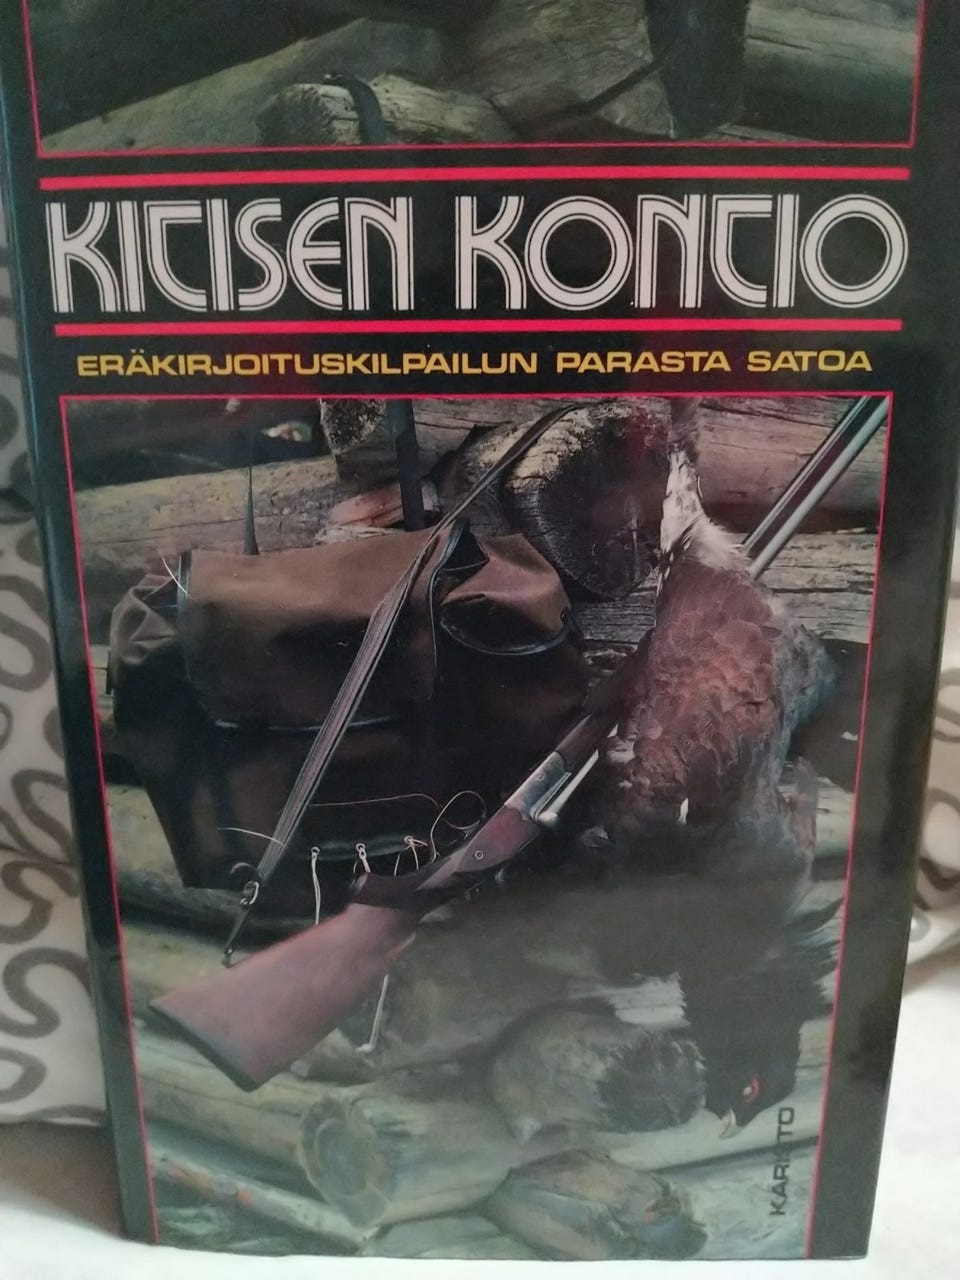 KITISEN KONTIO
ERÄKIRJOITUSKILPAILUN PARASTA SATOA
KARISTO